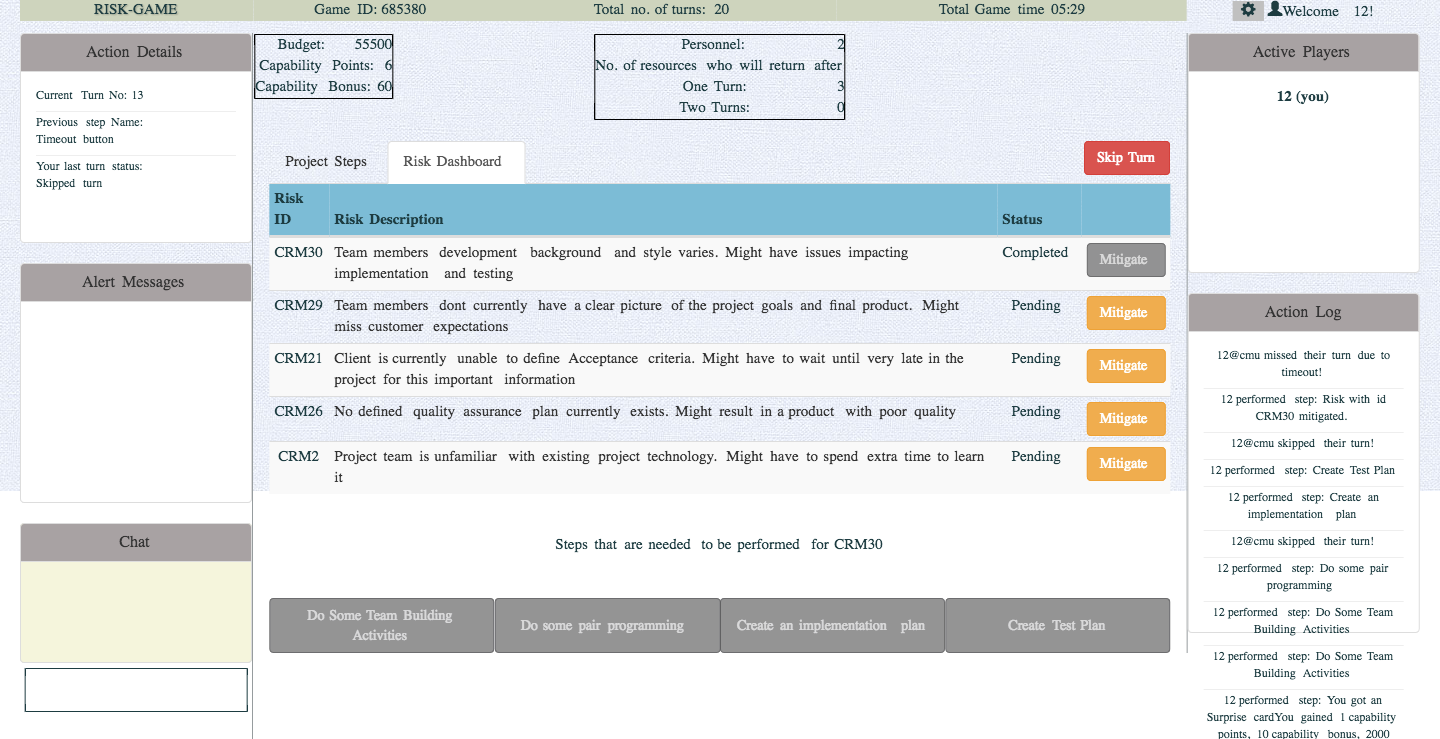 RISK-GAME
Game ID: 685380
Total no. of turns: 20
Total Game time 05:29
Welcome 12!
Action Details
Current Turn No: 13
Previous step Name:
Timeout button
Your last turn status:
Skipped turn
Alert Messages
Chat
Budget: 55500
Capability Points: 6
Capability Bonus: 60
Personnel: 2
No. of resources who will return after
One Turn: 3
Two Turns: 0
Project Steps
Risk Dashboard
Skip Turn
Risk
ID
Risk Description
Status
CRM30
Team members development background and style varies. Might have issues impacting
implementation and testing
Completed
Mitigate
CRM29
Team members dont currently have a clear picture of the project goals and final product. Might
miss customer expectations
Pending
Mitigate
CRM21
Client is currently unable to define Acceptance criteria. Might have to wait until very late in the
project for this important information
Pending
Mitigate
CRM26
No defined quality assurance plan currently exists. Might result in a product with poor quality
Pending
Mitigate
CRM2
Project team is unfamiliar with existing project technology. Might have to spend extra time to learn
it
Pending
Mitigate
Steps that are needed to be performed for CRM30
Do Some Team Building
Activities
Do some pair programming
Create an implementation plan
Create Test Plan
Active Players
12 (you)
Action Log
12@cmu missed their turn due to
timeout!
12 performed step: Risk with id
CRM30 mitigated.
12@cmu skipped their turn!
12 performed step: Create Test Plan
12 performed step: Create an
implementation plan
12@cmu skipped their turn!
12 performed step: Do some pair
programming
12 performed step: Do Some Team
Building Activities
12 performed step: Do Some Team
Building Activities
12 performed step: You got an
Surprise cardYou gained 1 capability
points, 10 capability bonus, 2000